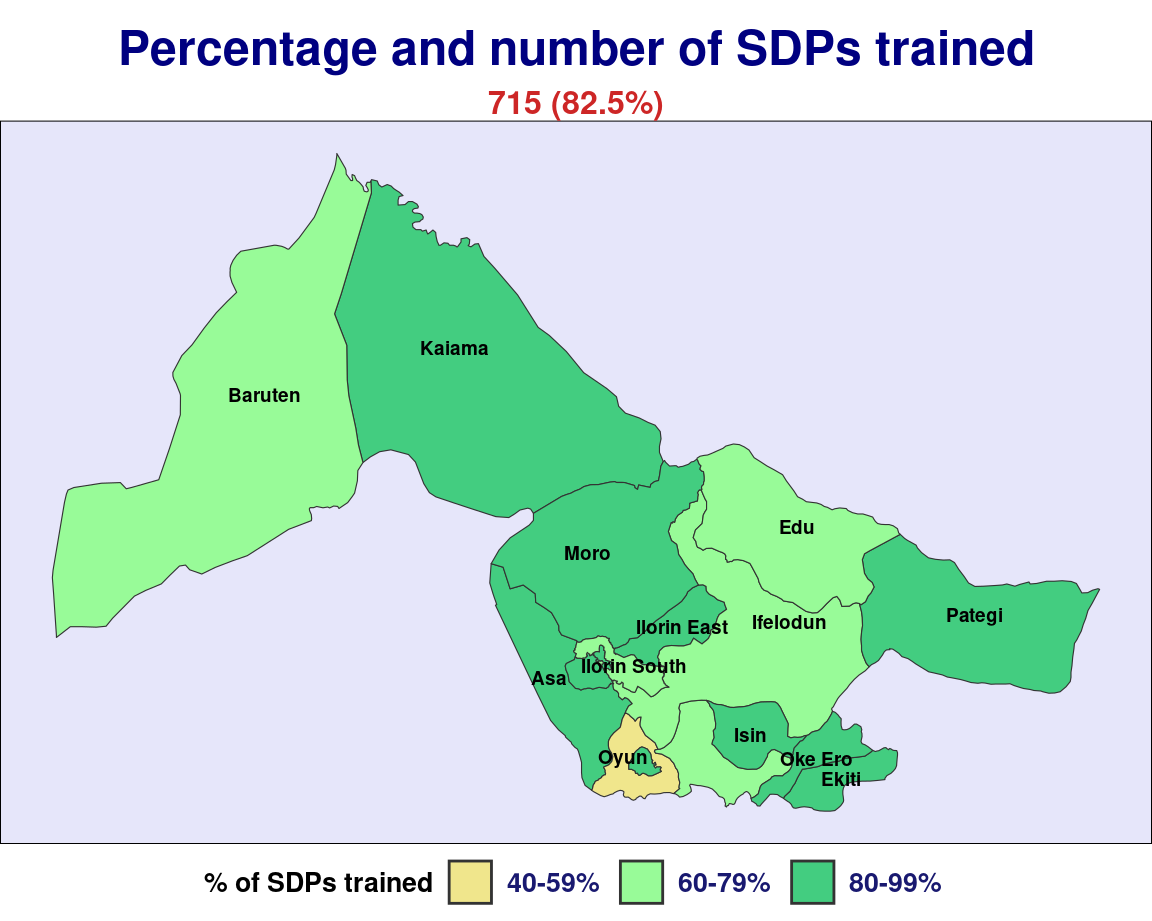 Percentage and number of SDPs trained
715 (82.5%)
Kaiama
Baruten
Edu
Moro
Pategi
Ifelodun
Ilorin East
Ilorin South
Asa
Isin
Oyun
Oke Ero
Ekiti
% of SDPs trained 40-59% 60-79% 80-99%